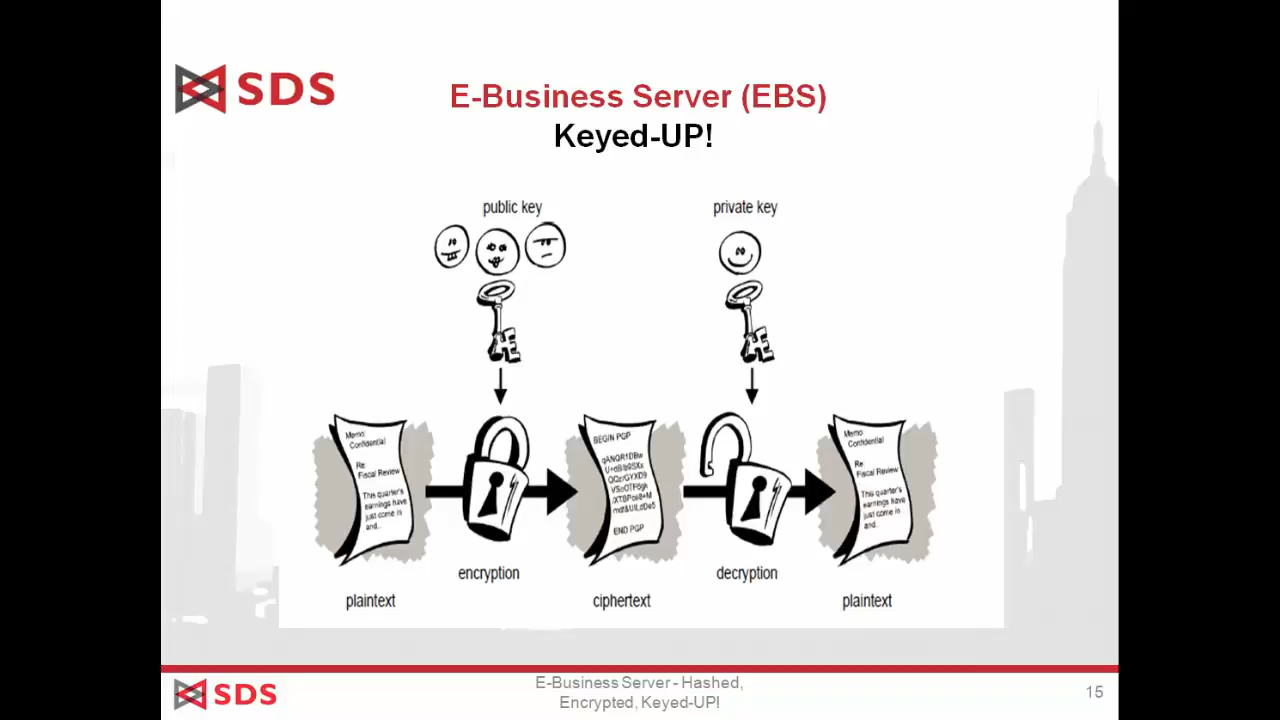 SDS
E-Business Server (EBS)
Keyed-UP!
public key
private key
Memo:
Confidential
Re:
Fiscal Review
This quarter's
earnings have
just come in
and..
BEGIN PGP
END PGP
Memo:
Confidential
Re:
Fiscal Review
This quarter's
earnings have
just come in
and..
encryption
decryption
plaintext
ciphertext
plaintext
SDS
E-Business Server - Hashed,
Encrypted, Keyed-UP!
15